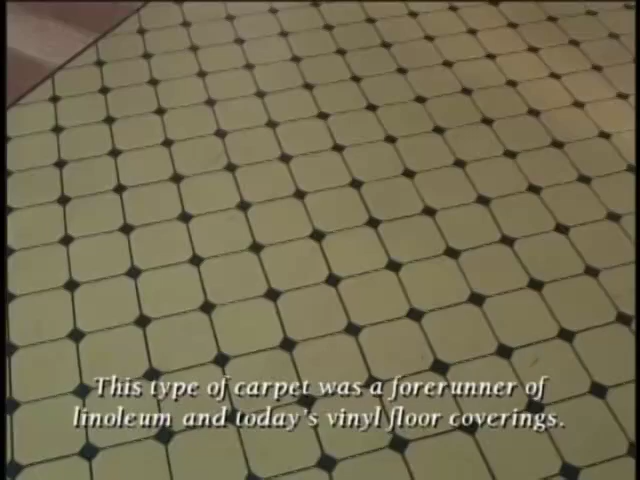 This type of carpet was a forerunner of
linoleum and today's vinyl floor coverings.